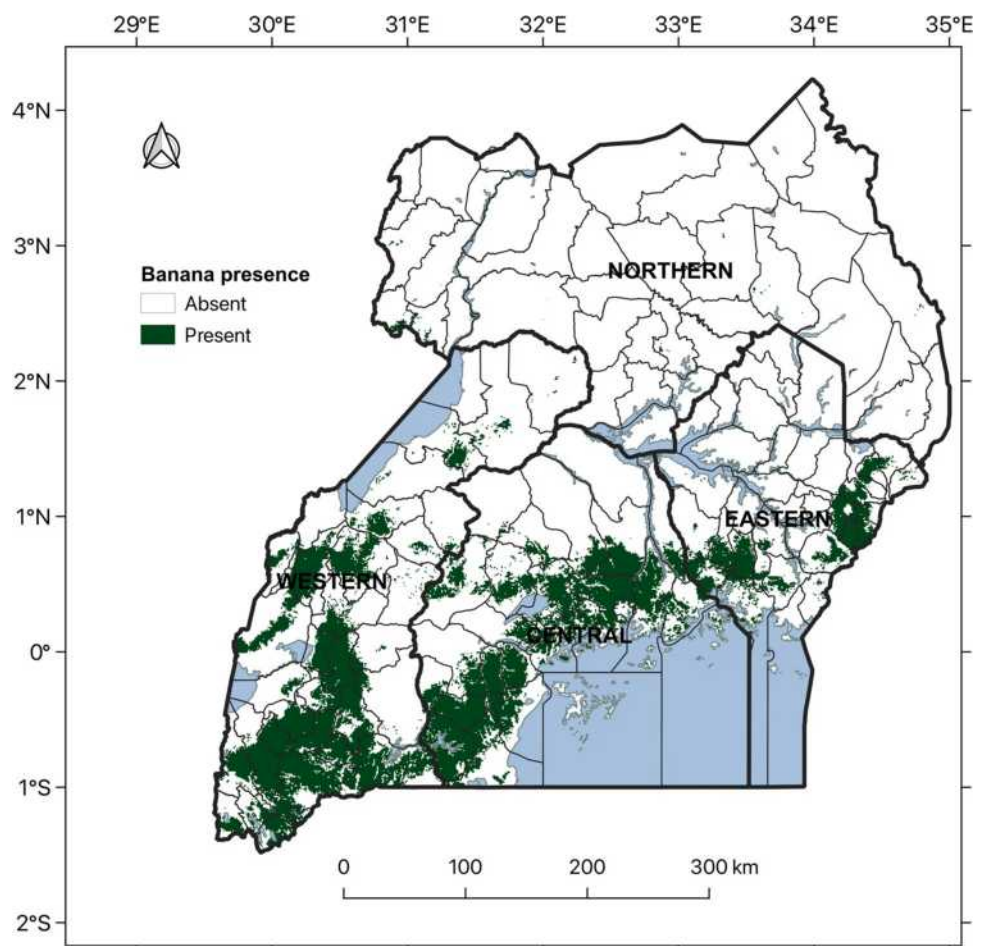 29°E 30°E 31°E 32°E 33°E 34°E 35°E
4°N
3°N
NORTHERN
Banana presence
Absent
Present
2°N
1°N
EASTERN
WESTERN
CENTRAL
0°
1°S
0 100 200 300 km
2°S